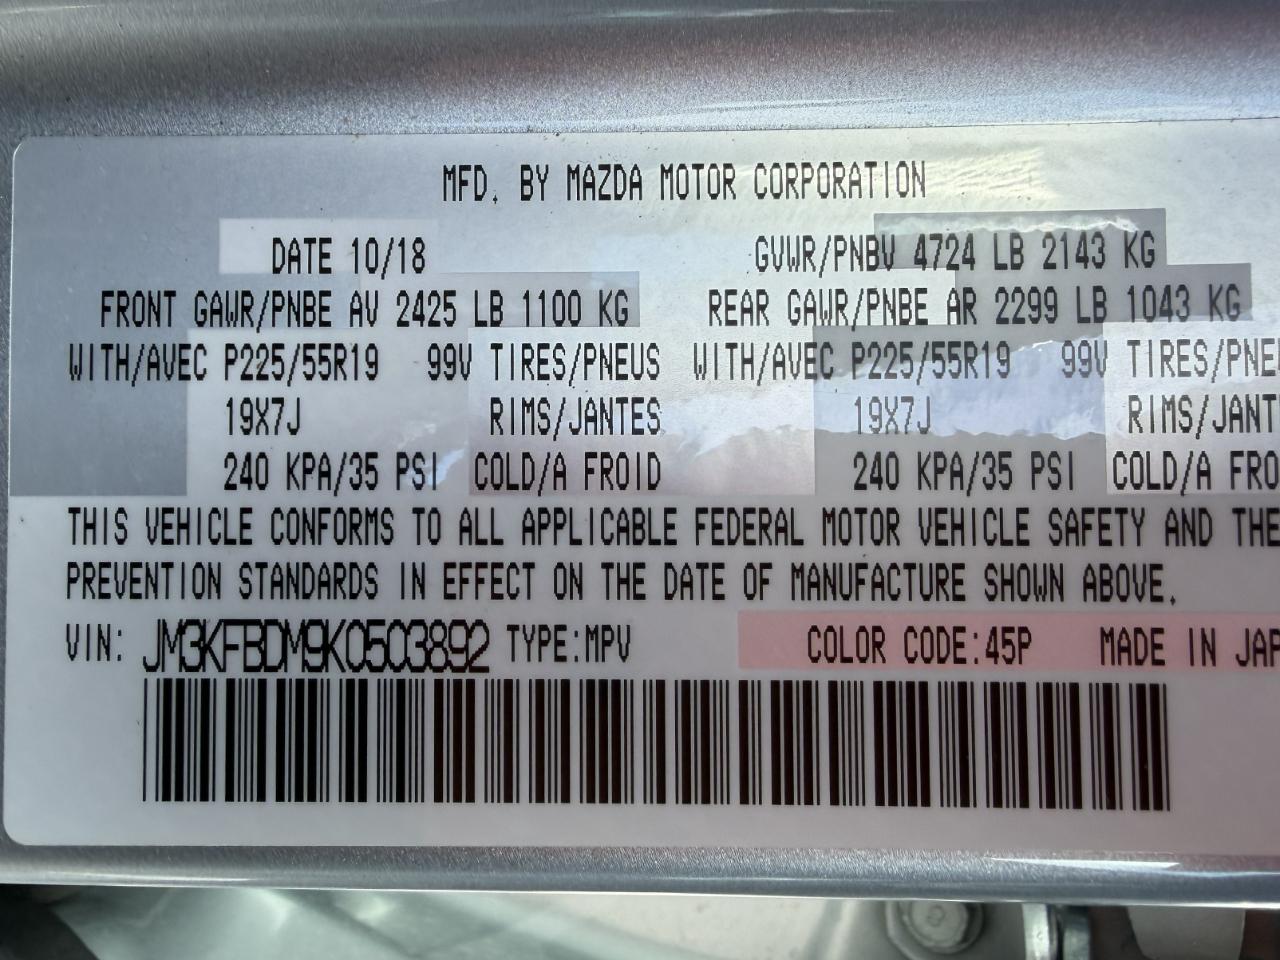 MFD. BY MAZDA MOTOR CORPORATION
DATE 10/18 GVWR/PNBV 4724 LB 2143 KG
FRONT GAWR/PNBE AV 2425 LB 1100 KG REAR GAWR/PNBE AR 2299 LB 1043 KG
WITH/AVEC P225/55R19 99V TIRES/PNEUS WITH/AVEC P225/55R19 99V TIRES/PNEU
19X7J RIMS/JANTES 19X7J RIMS/JANT
240 KPA/35 PSI COLD/A FROID 240 KPA/35 PSI COLD/A FRO
THIS VEHICLE CONFORMS TO ALL APPLICABLE FEDERAL MOTOR VEHICLE SAFETY AND THE
PREVENTION STANDARDS IN EFFECT ON THE DATE OF MANUFACTURE SHOWN ABOVE.
VIN: JM3KFBDM9K0503892 TYPE:MPV COLOR CODE:45P MADE IN JAP